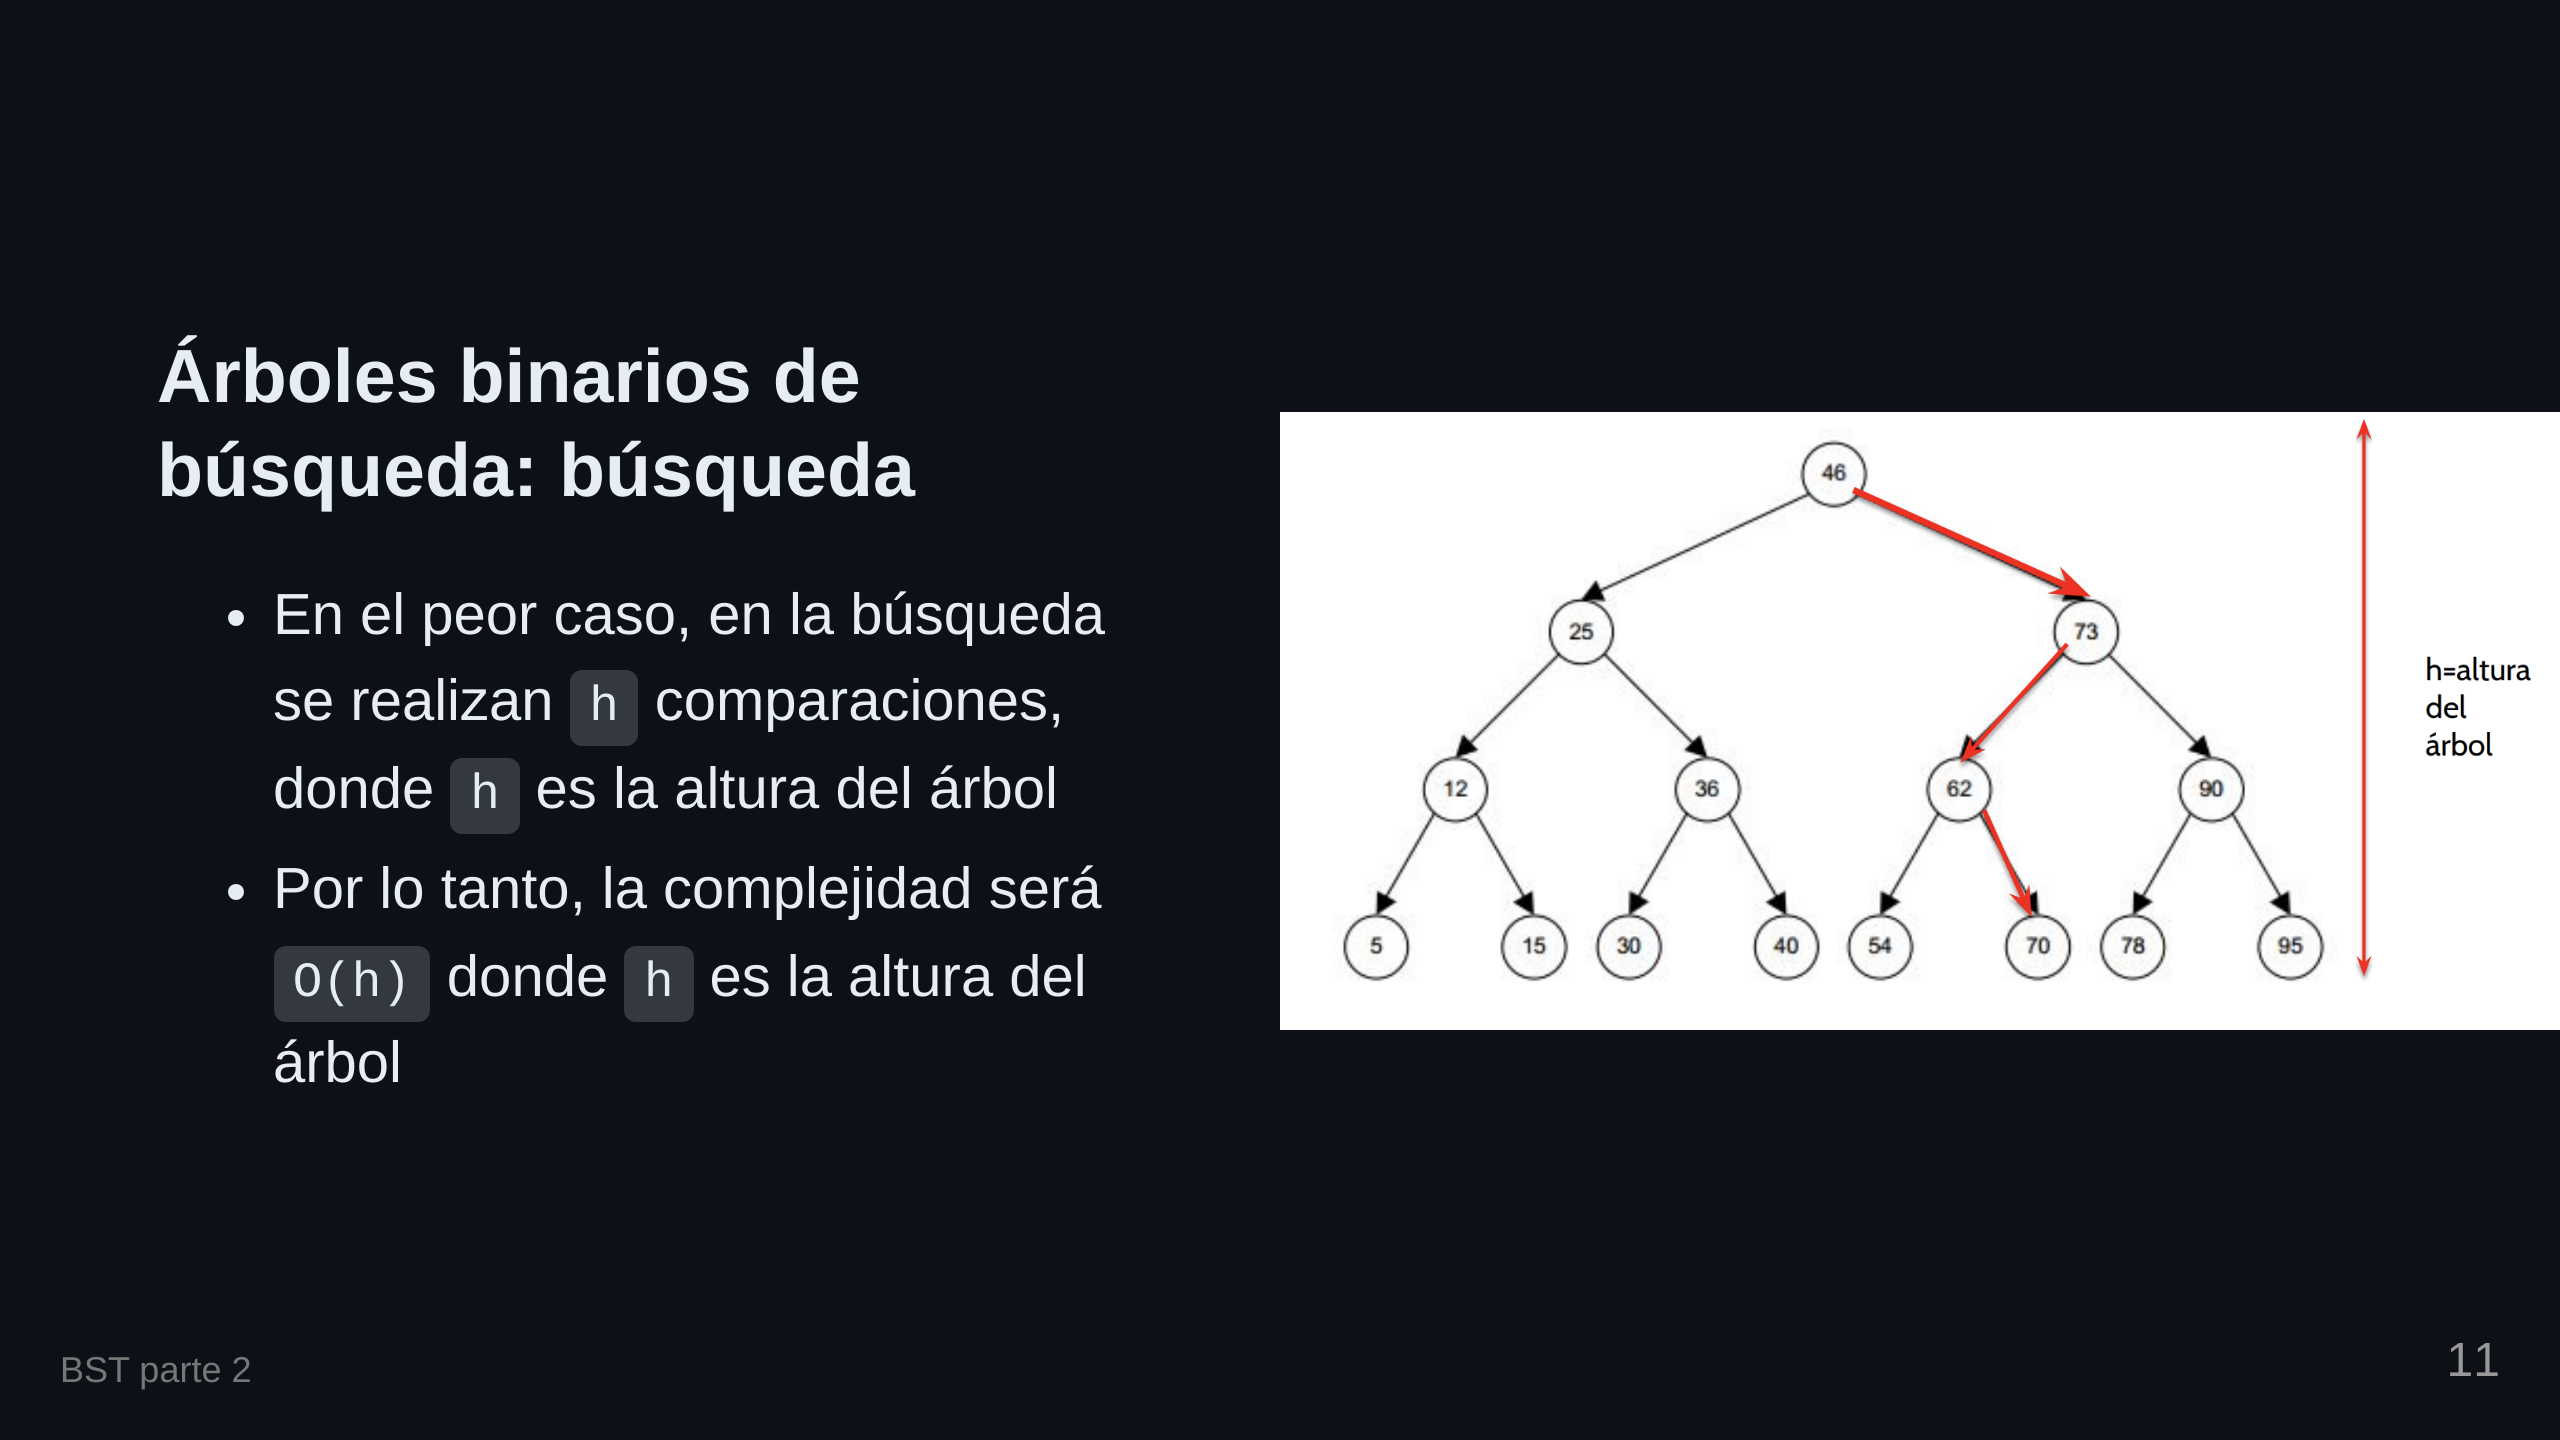 Árboles binarios de
búsqueda: búsqueda
• En el peor caso, en la búsqueda
se realizan h comparaciones,
donde h es la altura del árbol
• Por lo tanto, la complejidad será
O(h) donde h es la altura del
árbol
46
25 73
12 36 62 90
5 15 30 40 54 70 78 95
h=altura
del
árbol
BST parte 2
11